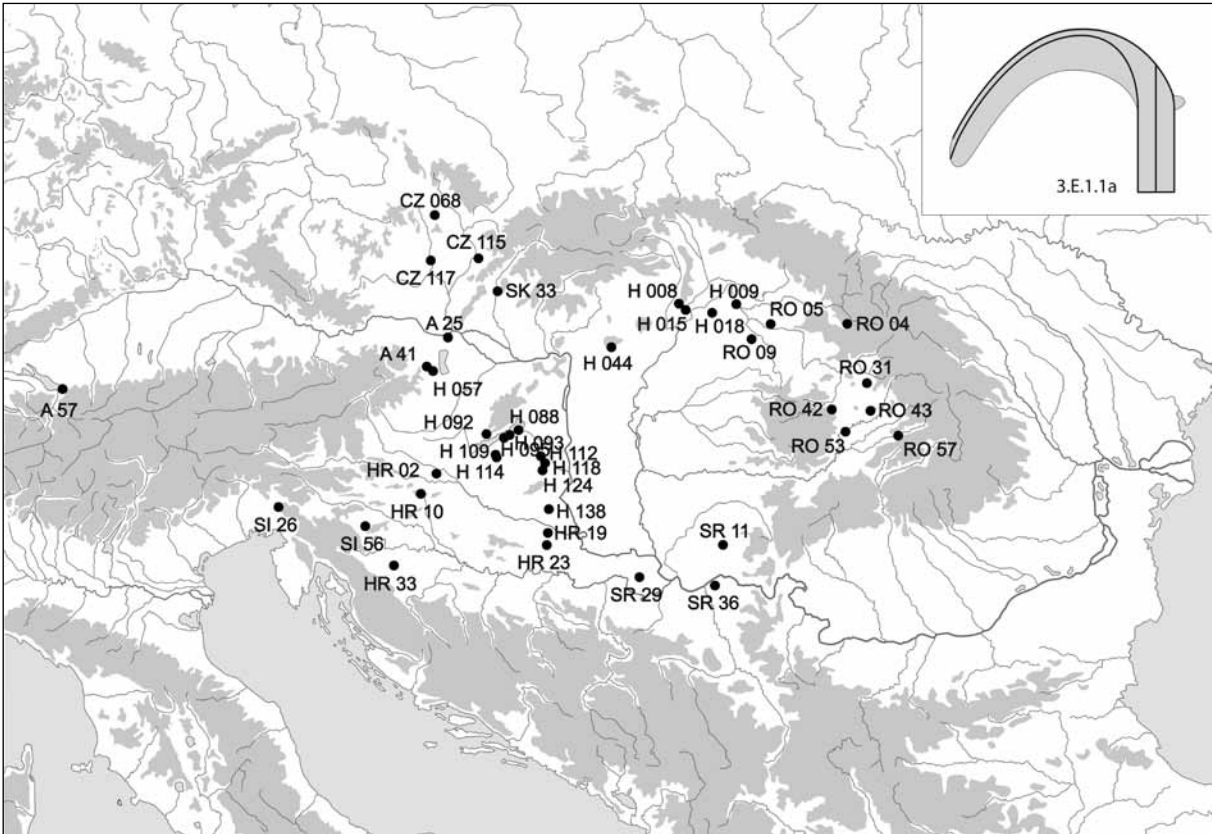 3.E.1.1a
CZ 068
CZ 115
CZ 117
SK 33
H 008
H 009
H 015
H 018
RO 05
RO 04
A 25
RO 09
H 044
A 41
H 057
RO 31
A 57
RO 42
RO 43
H 088
H 092
H 093
RO 53
RO 57
H 109
H 112
H 114
H 118
HR 02
H 124
HR 10
H 138
SI 26
SI 56
HR 19
SR 11
HR 23
HR 33
SR 29
SR 36